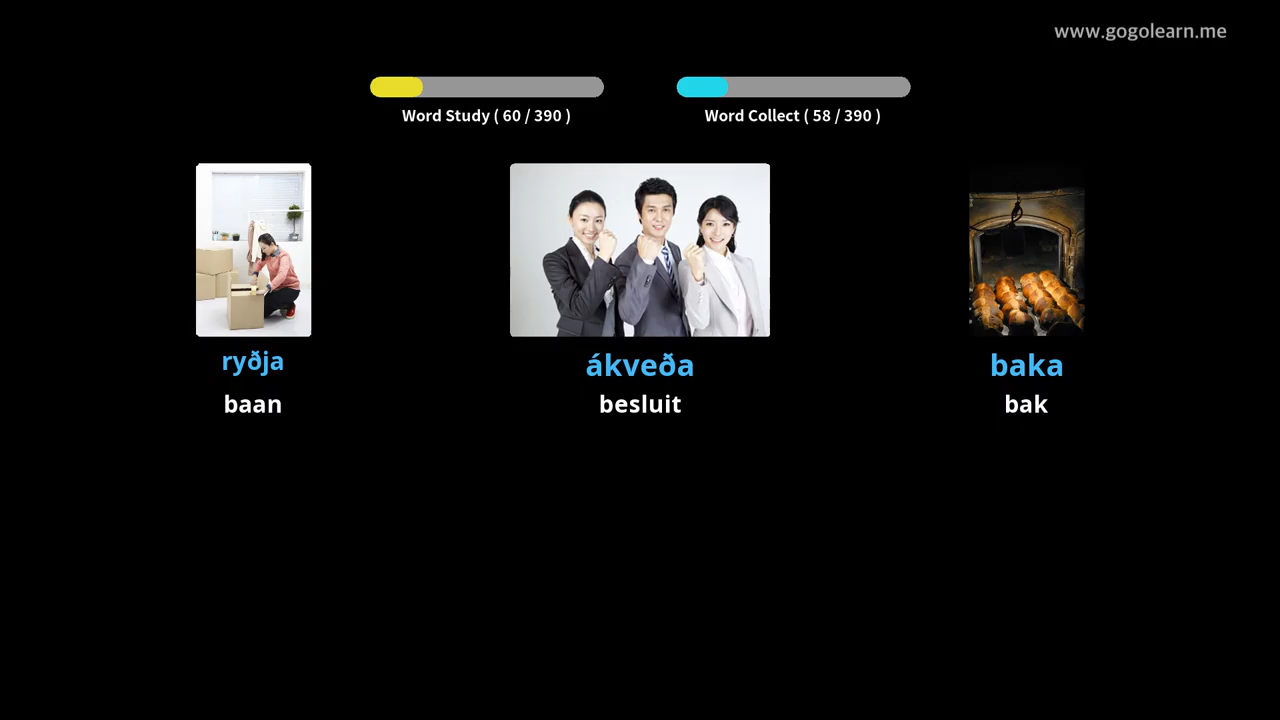 www.gogolearn.me
Word Study ( 60 / 390 )
Word Collect ( 58 / 390 )
ryðja
ákveða
baka
baan
besluit
bak